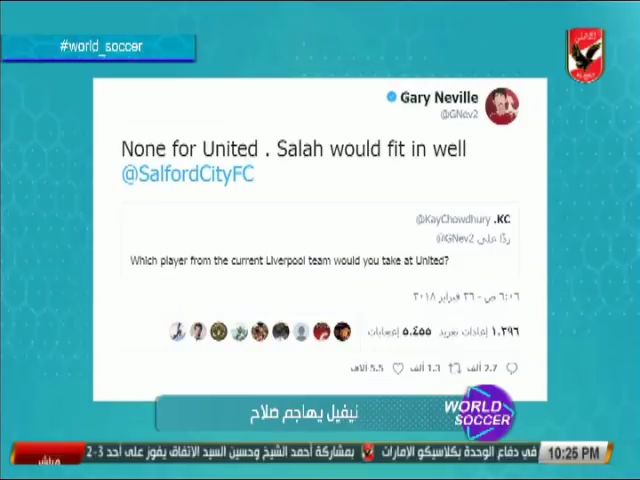 #world_soccer
الأهلي
Gary Neville
@GNev2
None for United . Salah would fit in well
@SalfordCityFC
@KayChowdhury .KC
ردًا على @GNev2
Which player from the current Liverpool team would you take at United?
٦:٠٦ ص - ٢٦ فبراير ٢٠١٨
١.٣٩٦ إعادات تغريد ٥.٤٥٥ إعجابات
2.7 ألف 1.3 ألف 5.5 آلاف
نيفيل يهاجم صلاح
WORLD
SOCCER
مباشر
في دفاع الوحدة بكلاسيكو الإمارات بمشاركة أحمد الشيخ وحسين السيد الاتفاق يفوز على أحد 3-2
10:25 PM